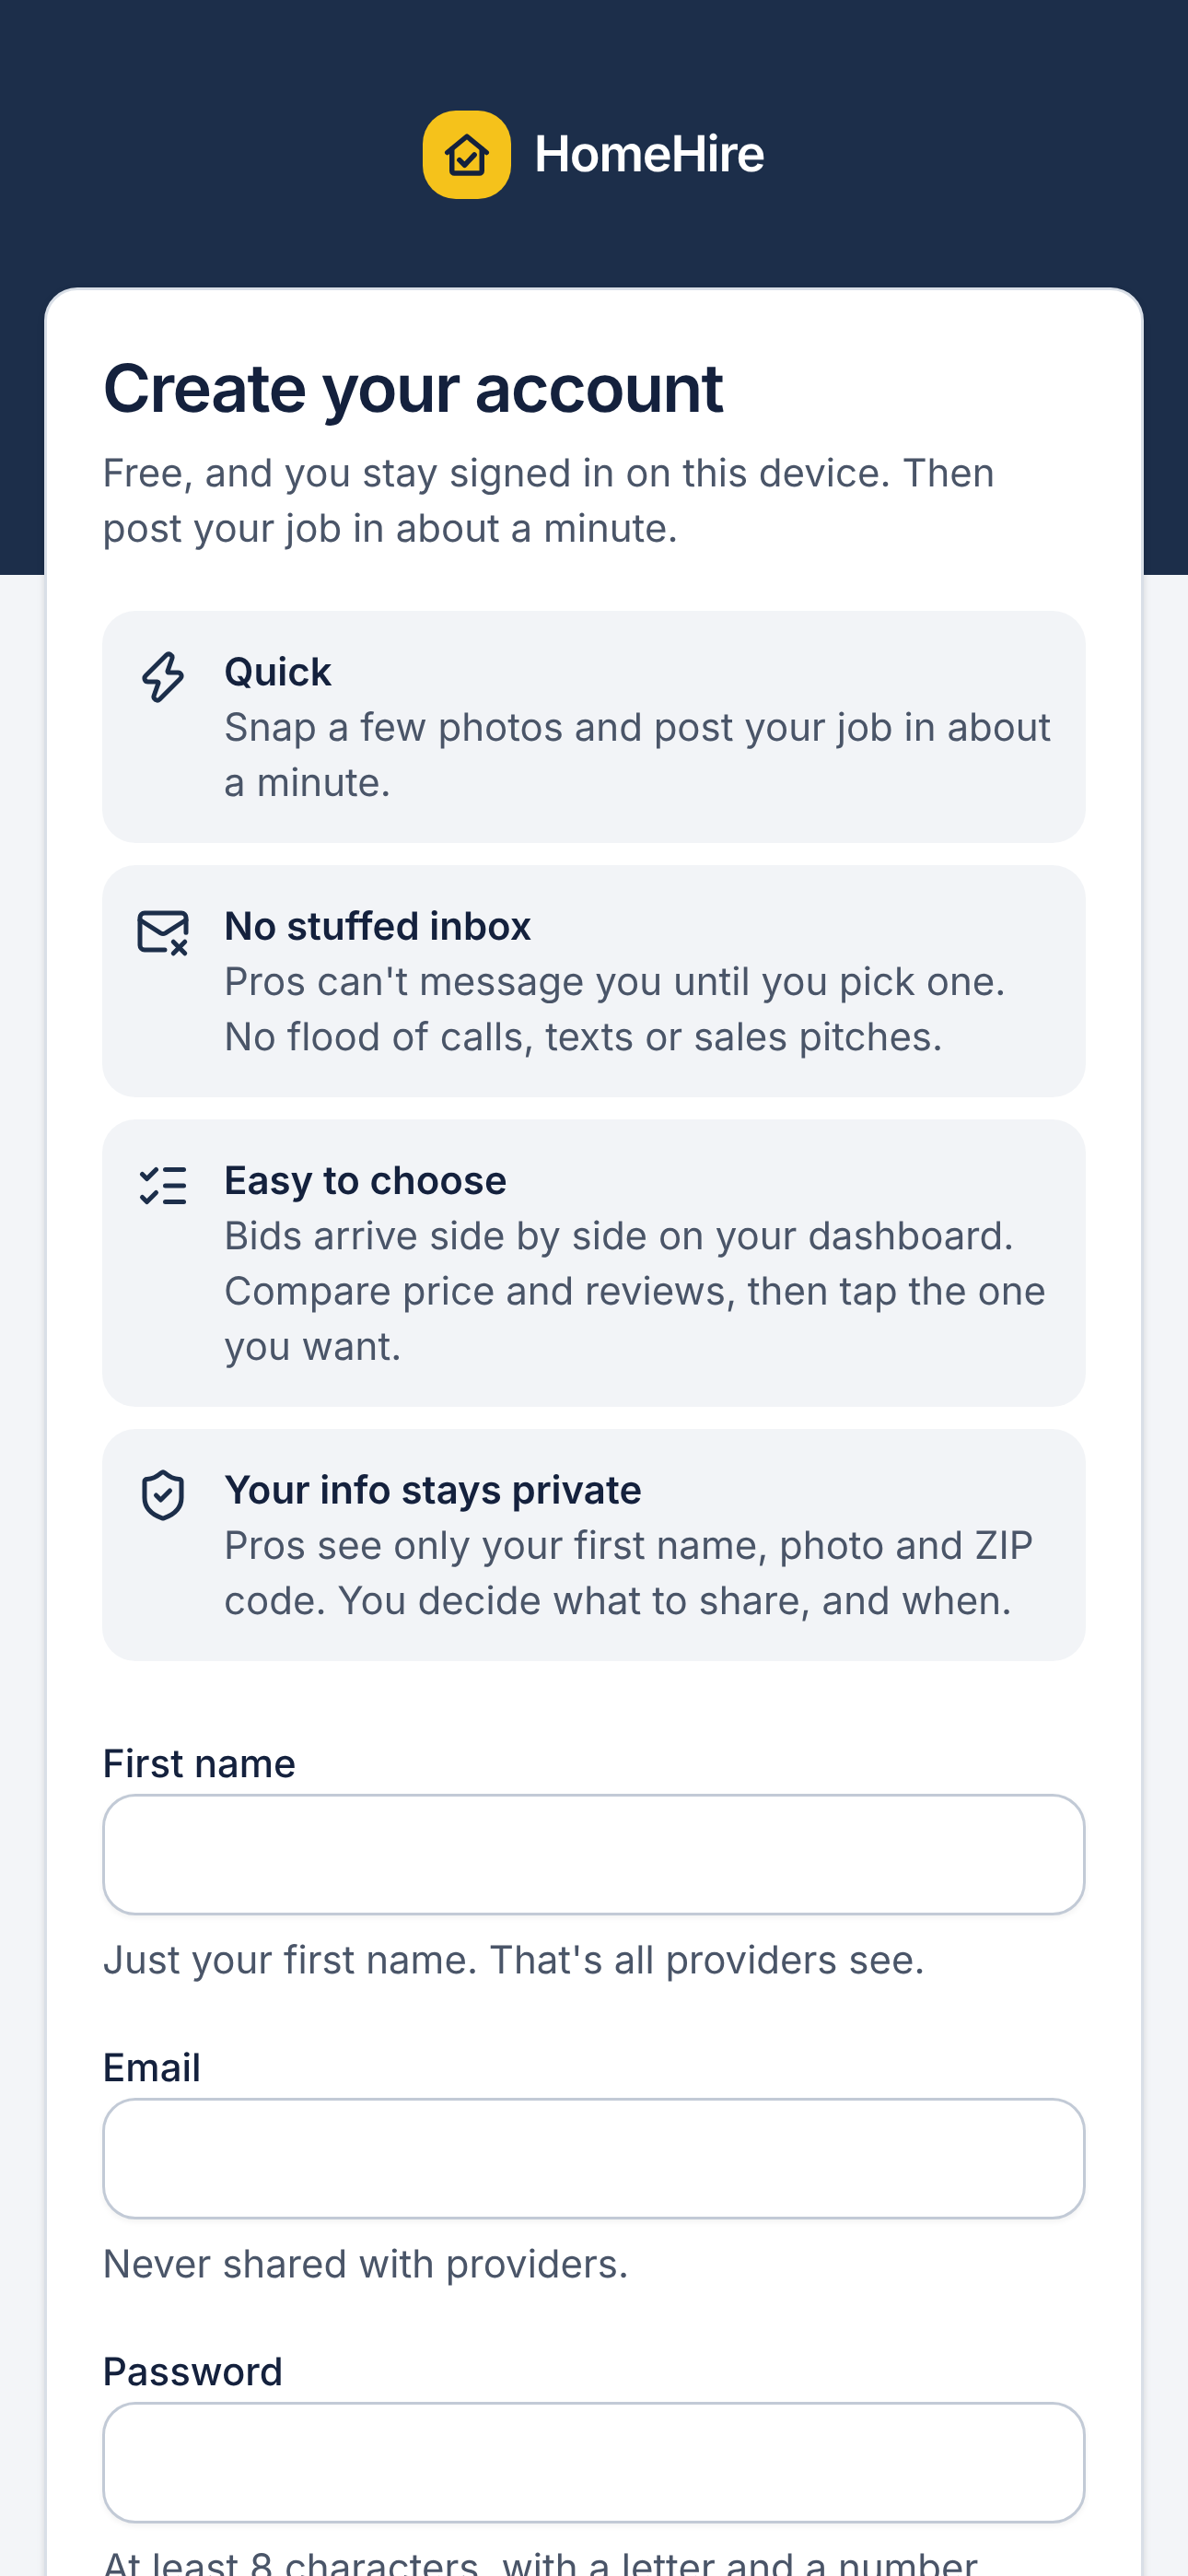 HomeHire
Create your account
Free, and you stay signed in on this device. Then
post your job in about a minute.
Quick
Snap a few photos and post your job in about
a minute.
No stuffed inbox
Pros can't message you until you pick one.
No flood of calls, texts or sales pitches.
Easy to choose
Bids arrive side by side on your dashboard.
Compare price and reviews, then tap the one
you want.
Your info stays private
Pros see only your first name, photo and ZIP
code. You decide what to share, and when.
First name
Just your first name. That's all providers see.
Email
Never shared with providers.
Password
At least 8 characters, with a letter and a number